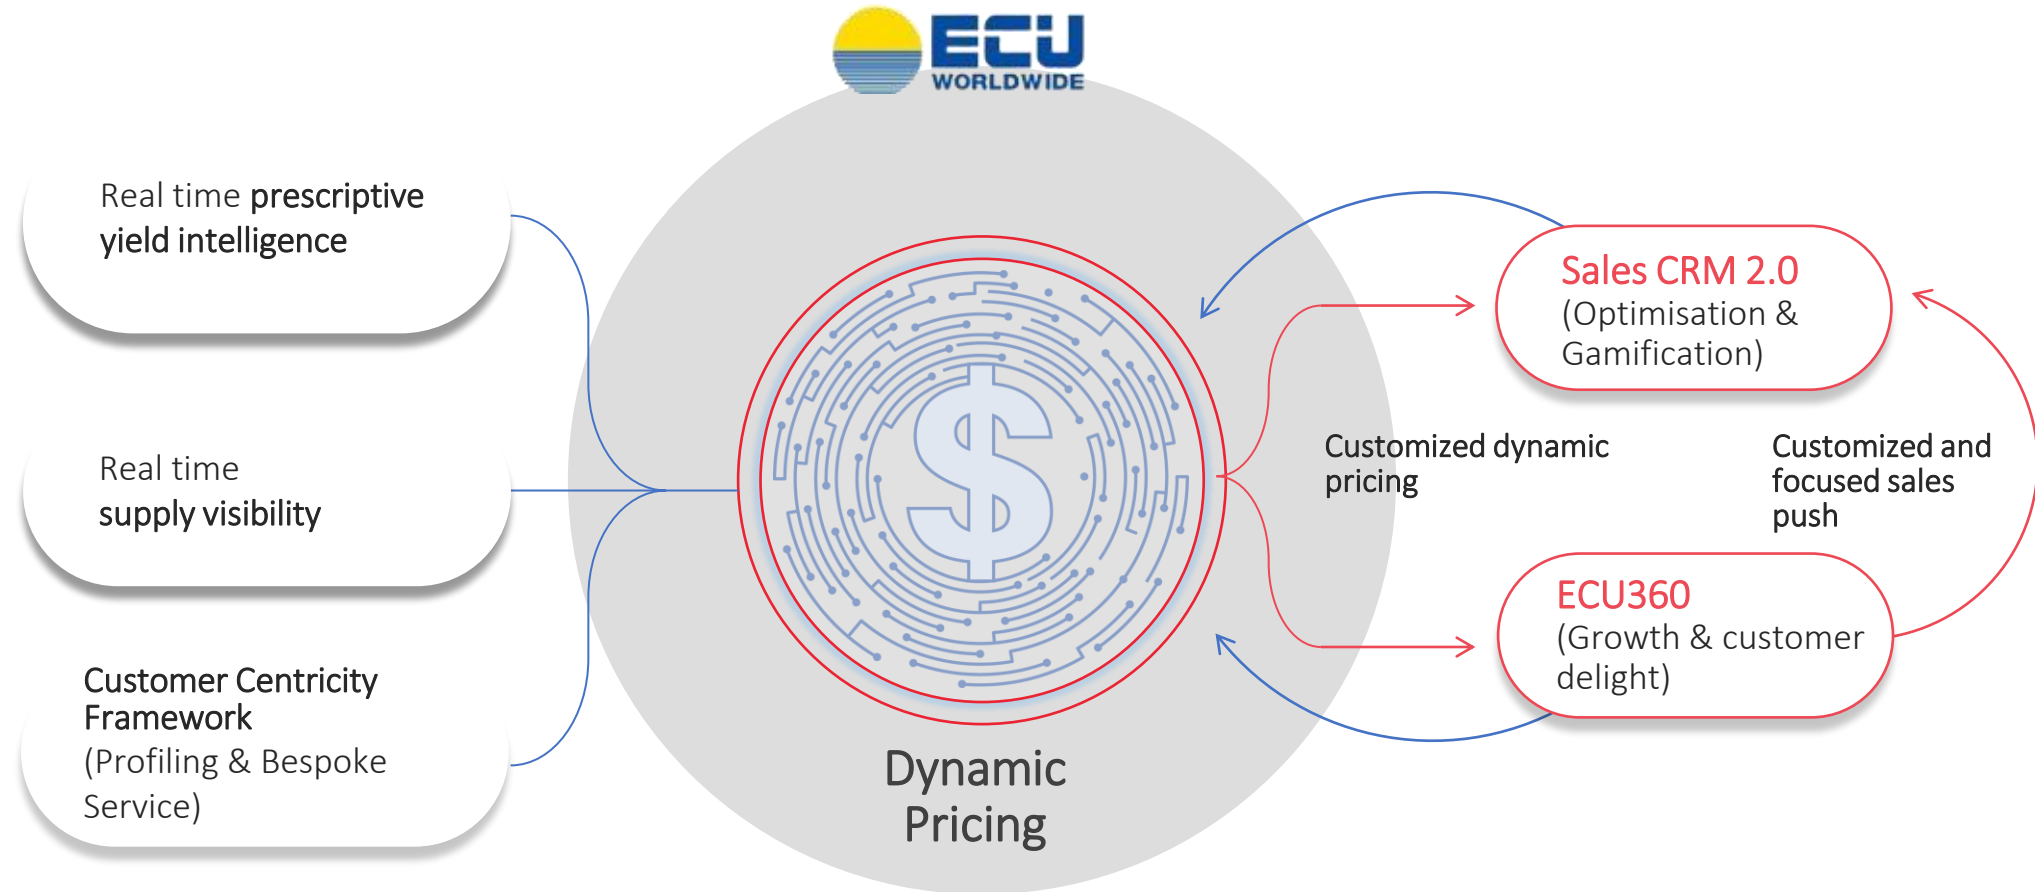 ECU
WORLDWIDE
Real time prescriptive
yield intelligence
Real time
supply visibility
Customer Centricity
Framework
(Profiling & Bespoke
Service)
$
Dynamic
Pricing
Customized dynamic
pricing
Sales CRM 2.0
(Optimisation &
Gamification)
Customized and
focused sales
push
ECU360
(Growth & customer
delight)